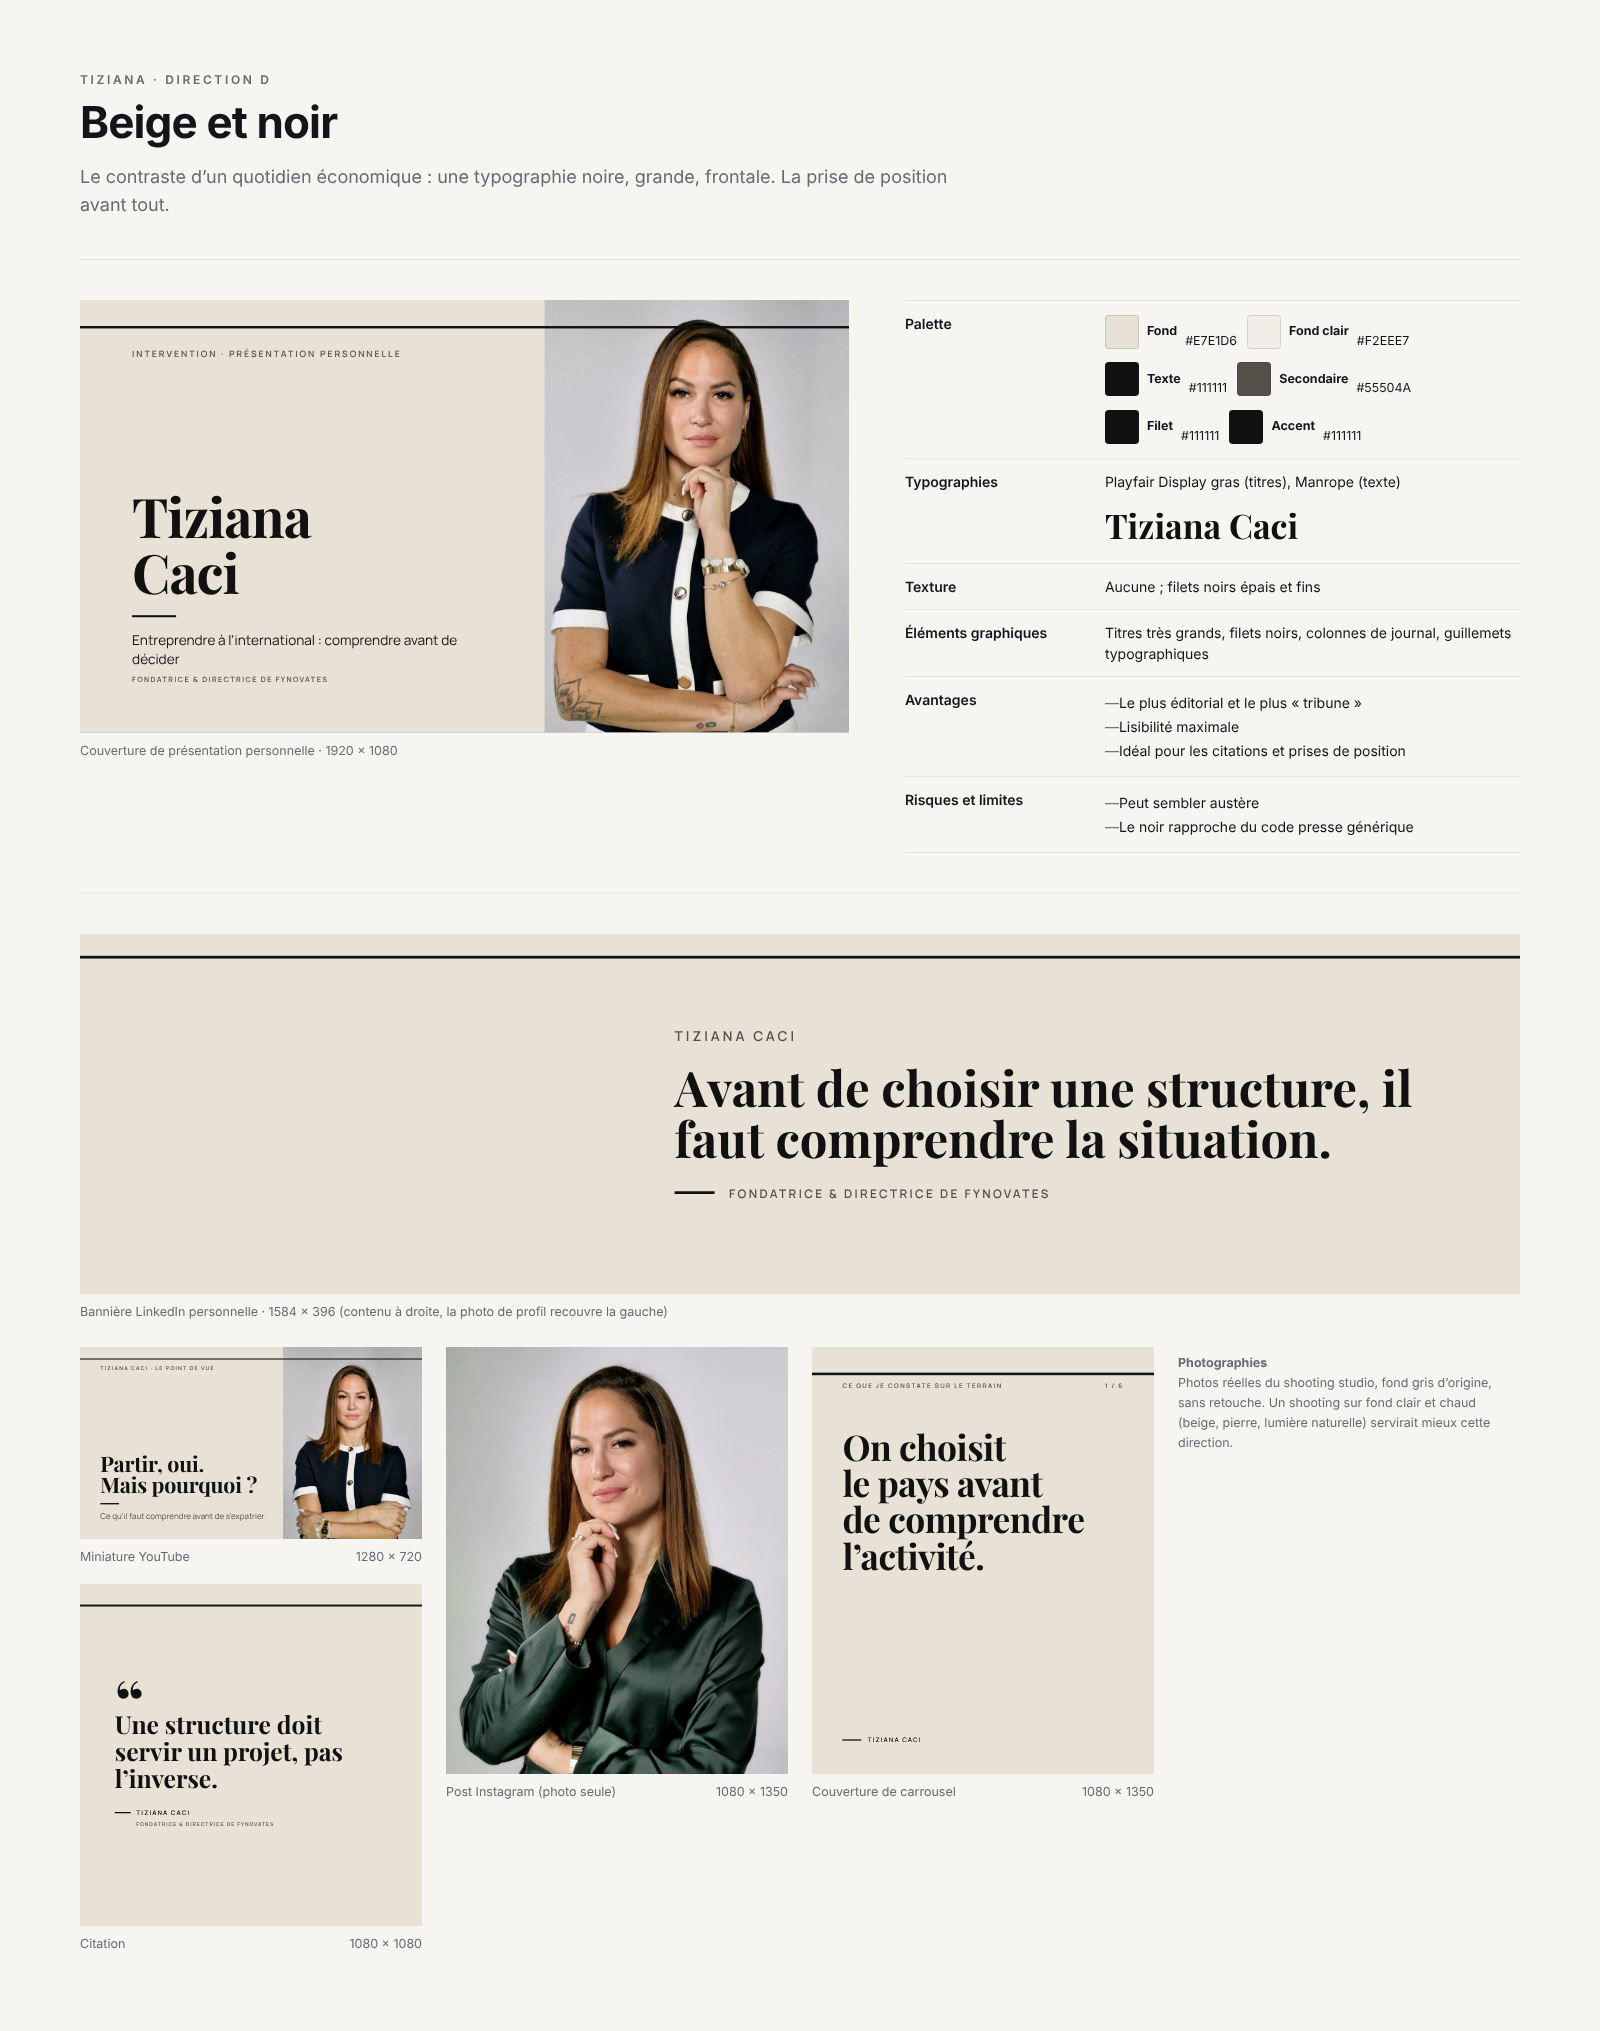 TIZIANA · DIRECTION D
Beige et noir
Le contraste d’un quotidien économique : une typographie noire, grande, frontale. La prise de position
avant tout.
INTERVENTION · PRÉSENTATION PERSONNELLE
Tiziana
Caci
Entreprendre à l’international : comprendre avant de
décider
FONDATRICE & DIRECTRICE DE FYNOVATES
Couverture de présentation personnelle · 1920 × 1080
Palette
Fond #E7E1D6 Fond clair #F2EEE7
Texte #111111 Secondaire #55504A
Filet #111111 Accent #111111
Typographies
Playfair Display gras (titres), Manrope (texte)
Tiziana Caci
Texture
Aucune ; filets noirs épais et fins
Éléments graphiques
Titres très grands, filets noirs, colonnes de journal, guillemets
typographiques
Avantages
—Le plus éditorial et le plus « tribune »
—Lisibilité maximale
—Idéal pour les citations et prises de position
Risques et limites
—Peut sembler austère
—Le noir rapproche du code presse générique
TIZIANA CACI
Avant de choisir une structure, il
faut comprendre la situation.
FONDATRICE & DIRECTRICE DE FYNOVATES
Bannière LinkedIn personnelle · 1584 × 396 (contenu à droite, la photo de profil recouvre la gauche)
TIZIANA CACI · LE POINT DE VUE
Partir, oui.
Mais pourquoi ?
Ce qu’il faut comprendre avant de s’expatrier
Miniature YouTube 1280 × 720
“
Une structure doit
servir un projet, pas
l’inverse.
TIZIANA CACI
FONDATRICE & DIRECTRICE DE FYNOVATES
Citation 1080 × 1080
Post Instagram (photo seule) 1080 × 1350
CE QUE JE CONSTATE SUR LE TERRAIN 1 / 6
On choisit
le pays avant
de comprendre
l’activité.
TIZIANA CACI
Couverture de carrousel 1080 × 1350
Photographies
Photos réelles du shooting studio, fond gris d’origine,
sans retouche. Un shooting sur fond clair et chaud
(beige, pierre, lumière naturelle) servirait mieux cette
direction.